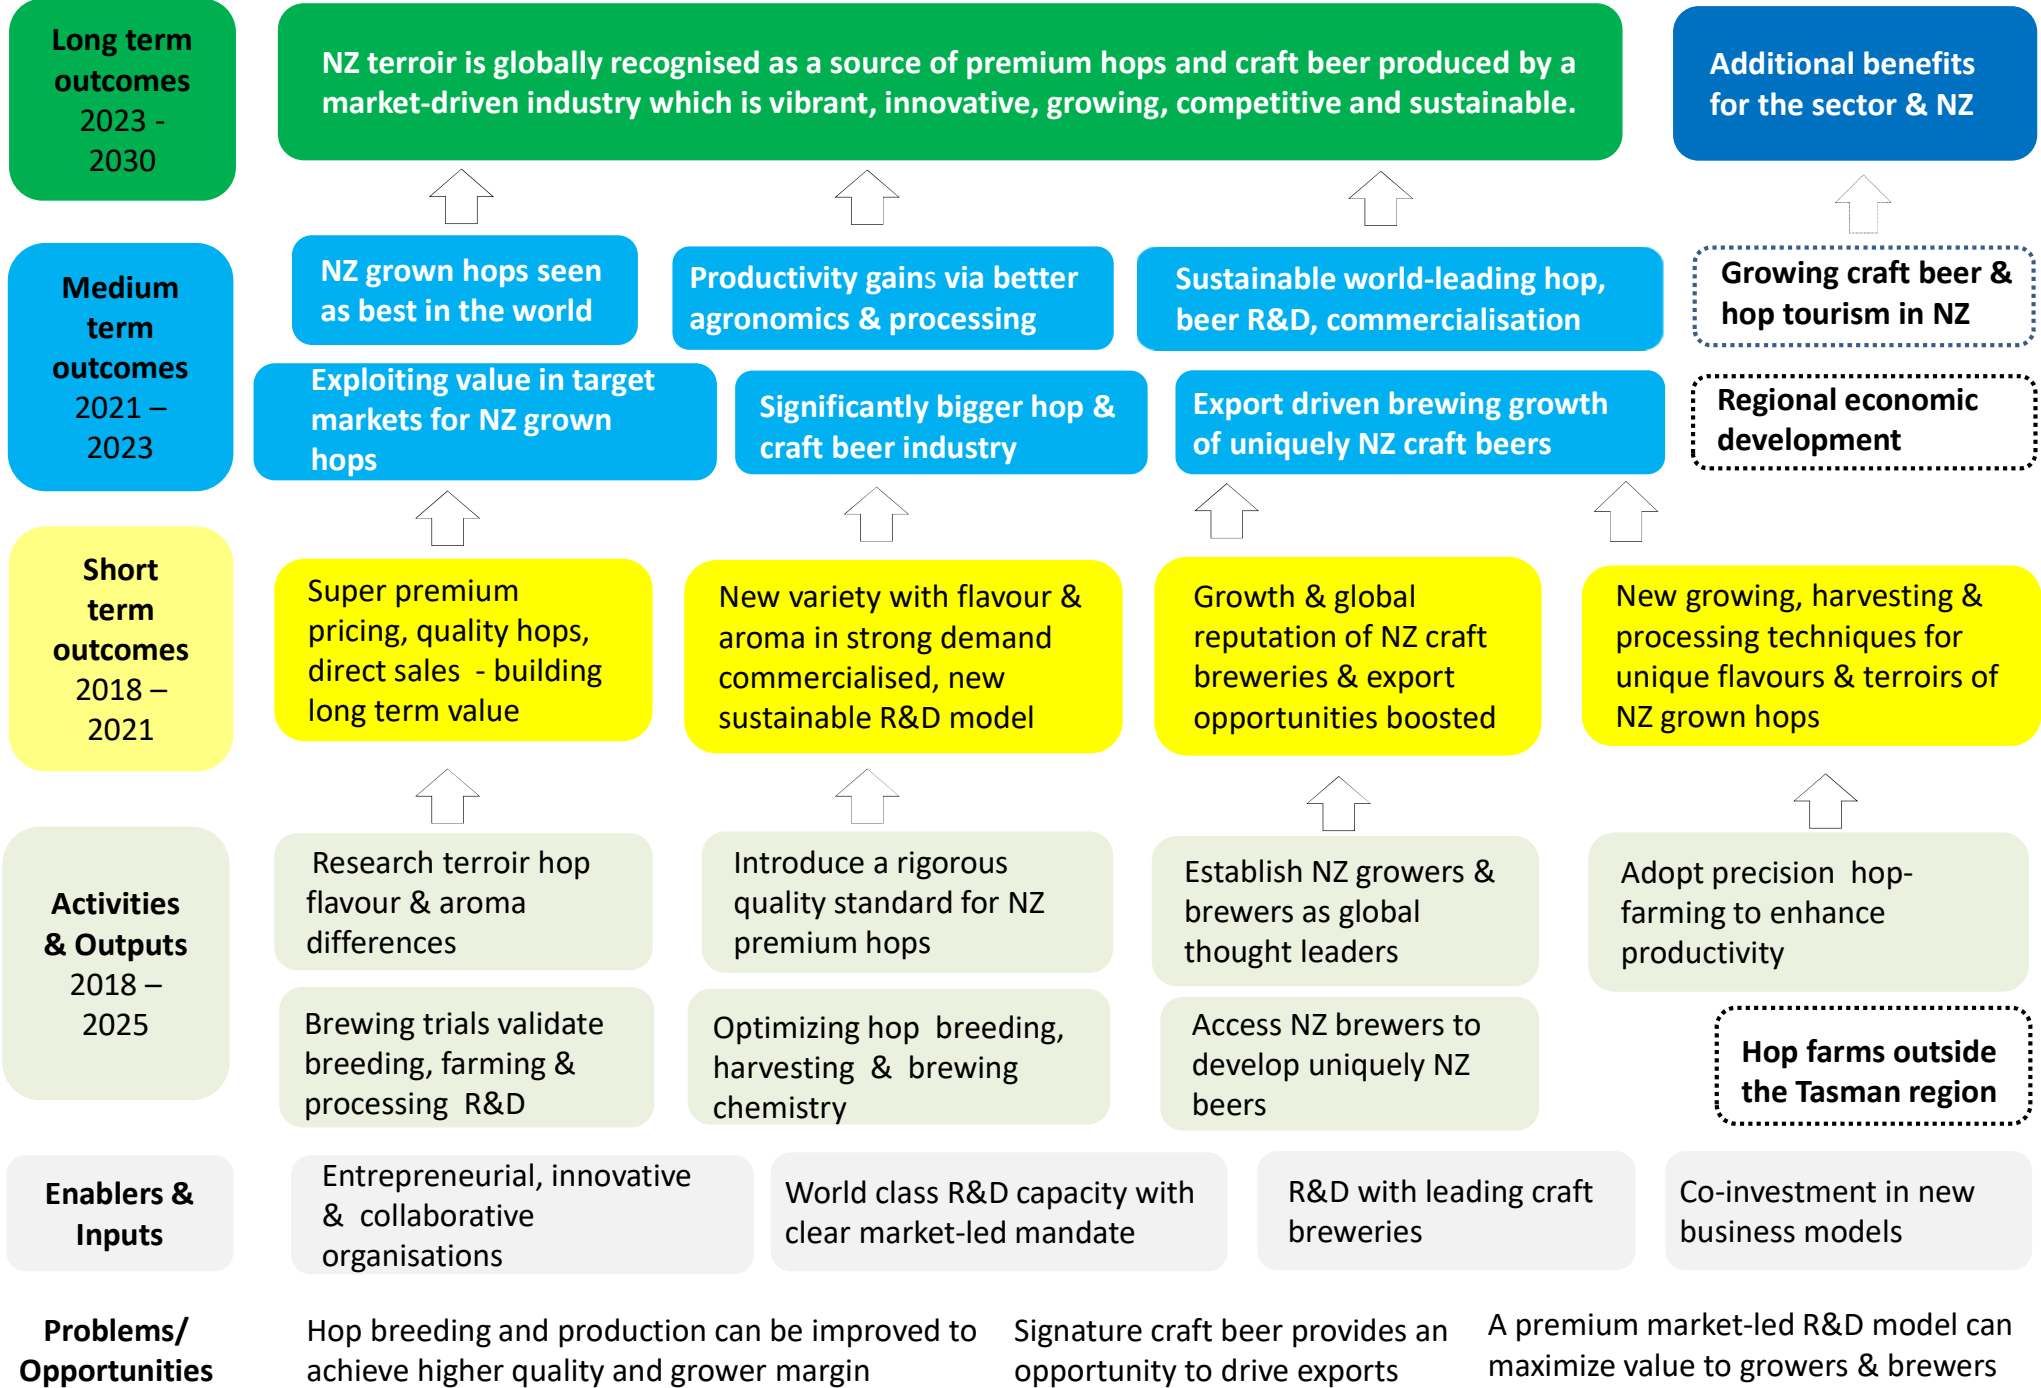 Long term
outcomes
2023 -
2030
NZ terroir is globally recognised as a source of premium hops and craft beer produced by a
market-driven industry which is vibrant, innovative, growing, competitive and sustainable.
Additional benefits
for the sector & NZ
Medium
term
outcomes
2021 –
2023
NZ grown hops seen
as best in the world
Productivity gains via better
agronomics & processing
Sustainable world-leading hop,
beer R&D, commercialisation
Growing craft beer &
hop tourism in NZ
Exploiting value in target
markets for NZ grown
hops
Significantly bigger hop &
craft beer industry
Export driven brewing growth
of uniquely NZ craft beers
Regional economic
development
Short
term
outcomes
2018 –
2021
Super premium
pricing, quality hops,
direct sales - building
long term value
New variety with flavour &
aroma in strong demand
commercialised, new
sustainable R&D model
Growth & global
reputation of NZ craft
breweries & export
opportunities boosted
New growing, harvesting &
processing techniques for
unique flavours & terroirs of
NZ grown hops
Activities
& Outputs
2018 –
2025
Research terroir hop
flavour & aroma
differences
Introduce a rigorous
quality standard for NZ
premium hops
Establish NZ growers &
brewers as global
thought leaders
Adopt precision hop-
farming to enhance
productivity
Brewing trials validate
breeding, farming &
processing R&D
Optimizing hop breeding,
harvesting & brewing
chemistry
Access NZ brewers to
develop uniquely NZ
beers
Hop farms outside
the Tasman region
Enablers &
Inputs
Entrepreneurial, innovative
& collaborative
organisations
World class R&D capacity with
clear market-led mandate
R&D with leading craft
breweries
Co-investment in new
business models
Problems/
Opportunities
Hop breeding and production can be improved to
achieve higher quality and grower margin
Signature craft beer provides an
opportunity to drive exports
A premium market-led R&D model can
maximize value to growers & brewers